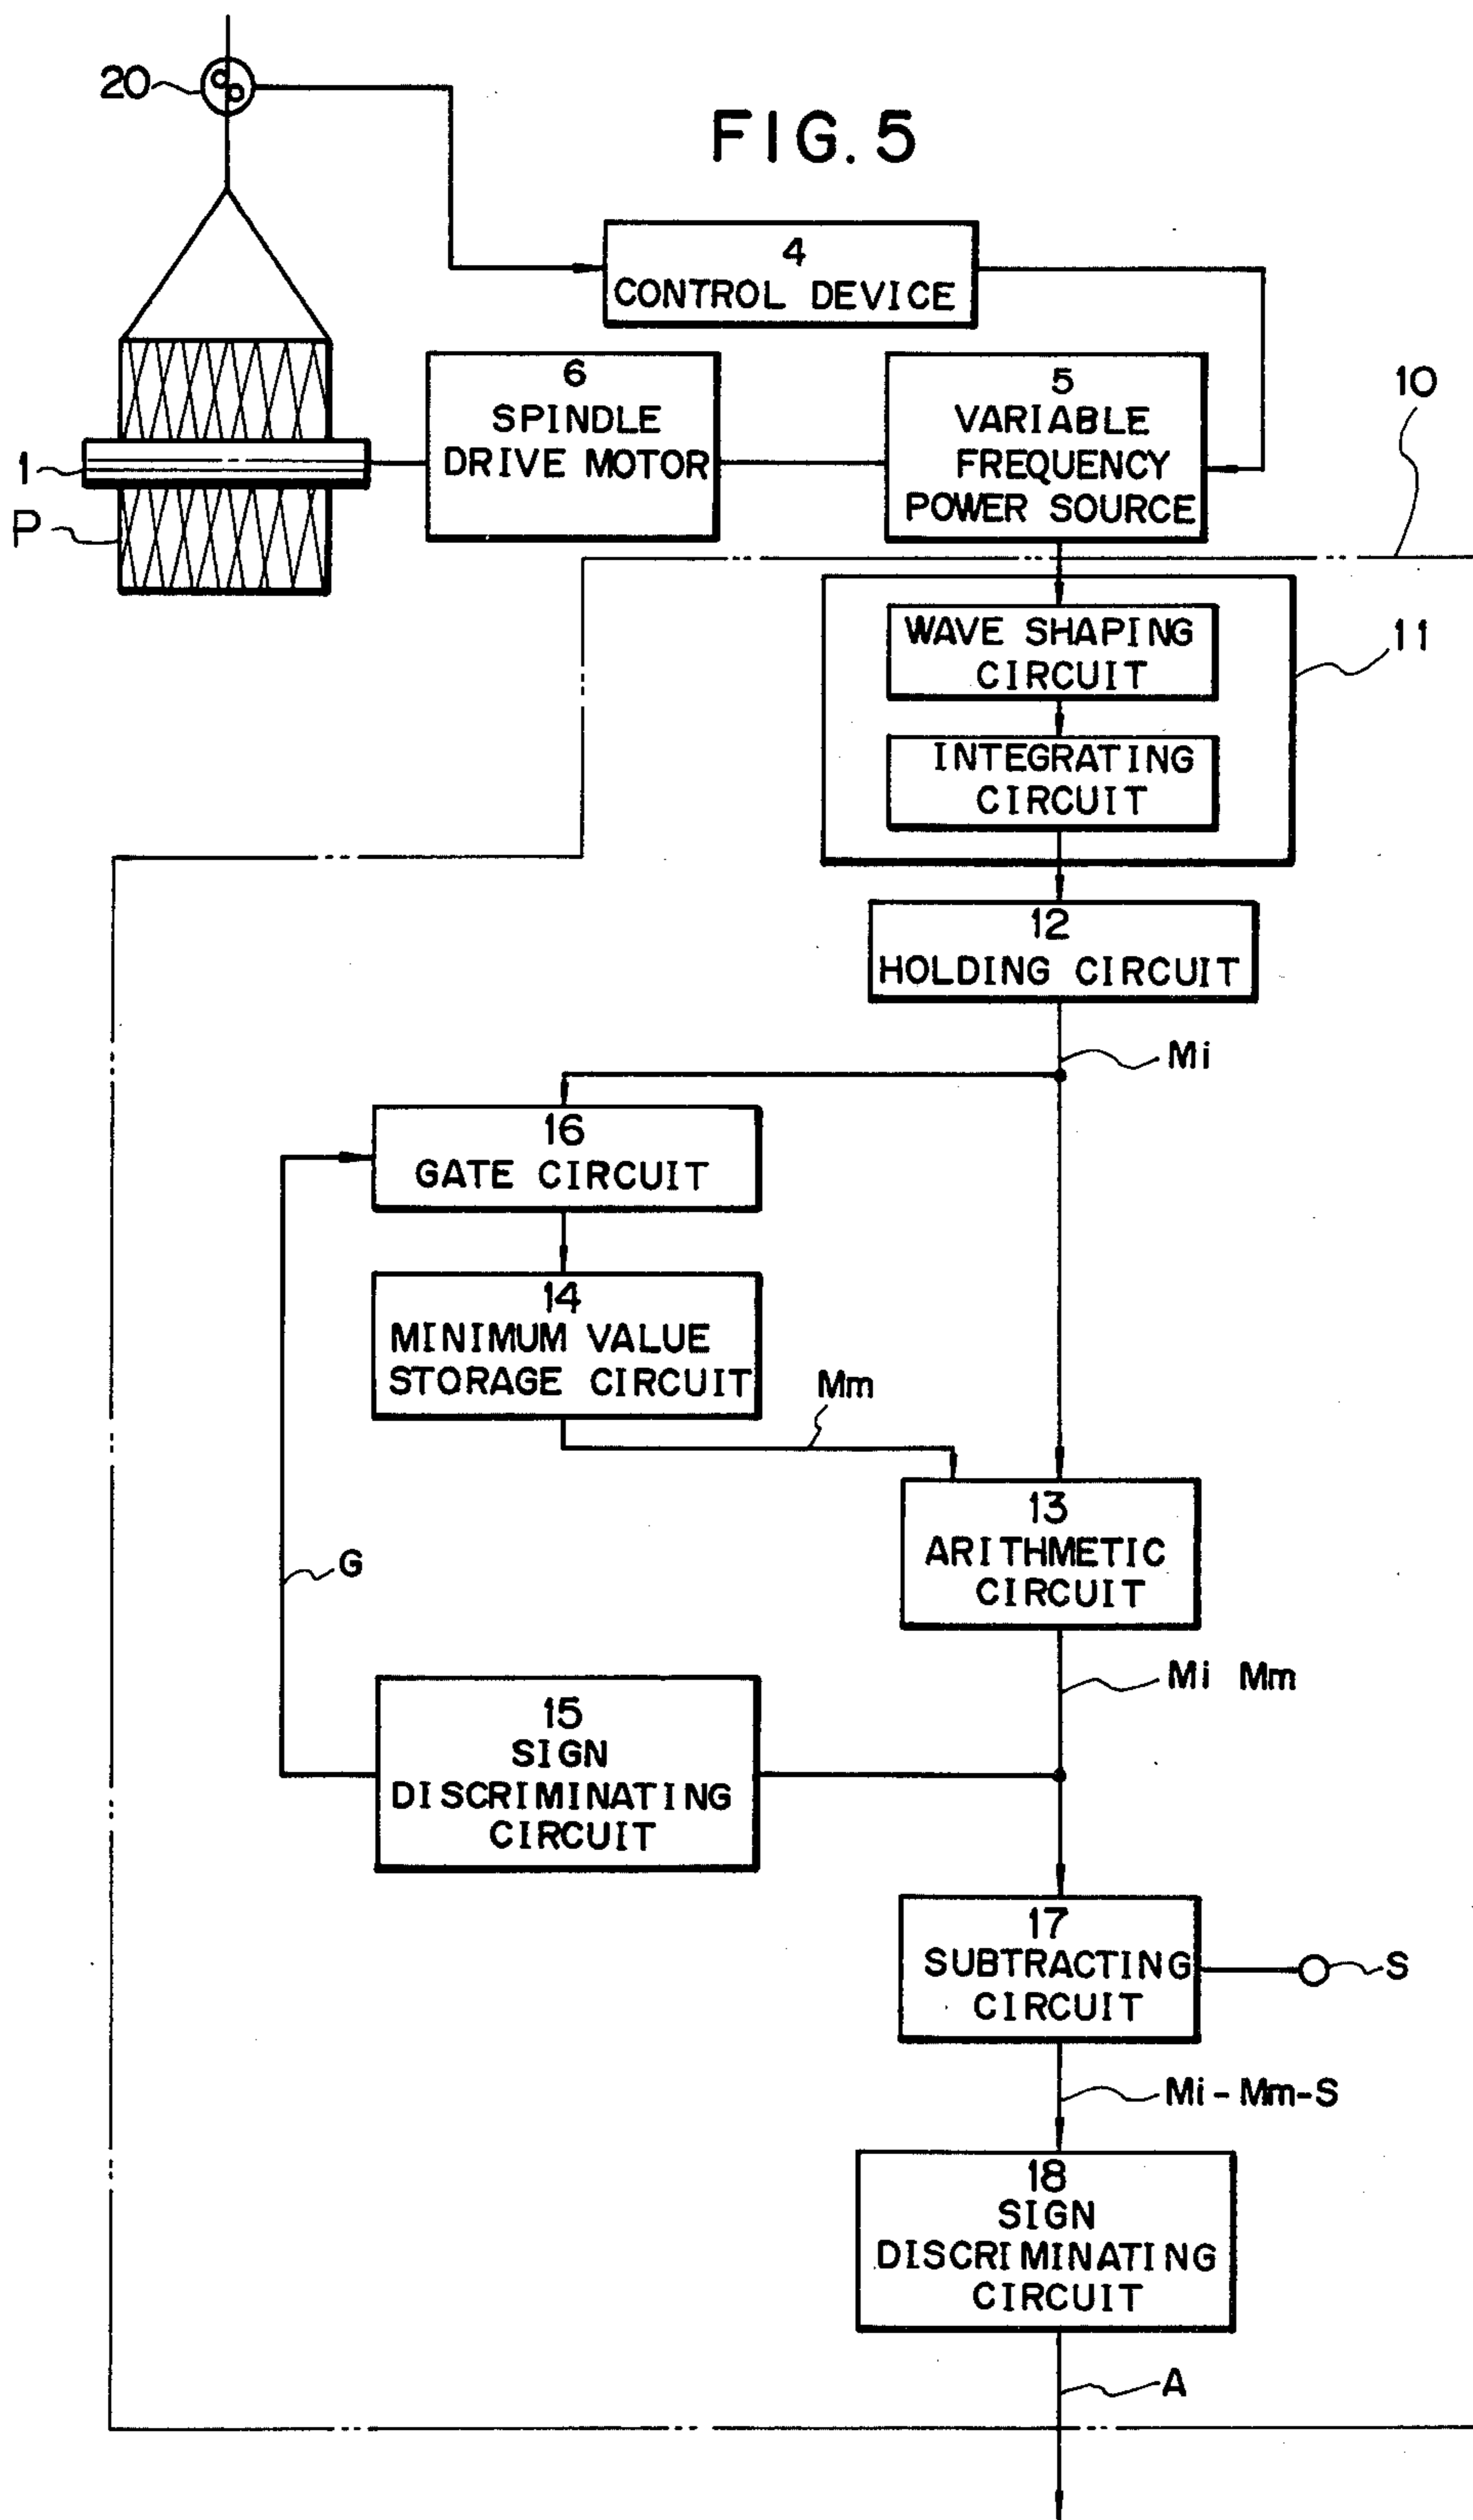 20
FIG. 5
4
CONTROL DEVICE
6
SPINDLE
DRIVE MOTOR
5
VARIABLE
FREQUENCY
POWER SOURCE
10
1
P
WAVE SHAPING
CIRCUIT
11
INTEGRATING
CIRCUIT
12
HOLDING CIRCUIT
Mi
16
GATE CIRCUIT
14
MINIMUM VALUE
STORAGE CIRCUIT
Mm
13
ARITHMETIC
CIRCUIT
G
Mi Mm
15
SIGN
DISCRIMINATING
CIRCUIT
17
SUBTRACTING
CIRCUIT
S
Mi-Mm-S
18
SIGN
DISCRIMINATING
CIRCUIT
A